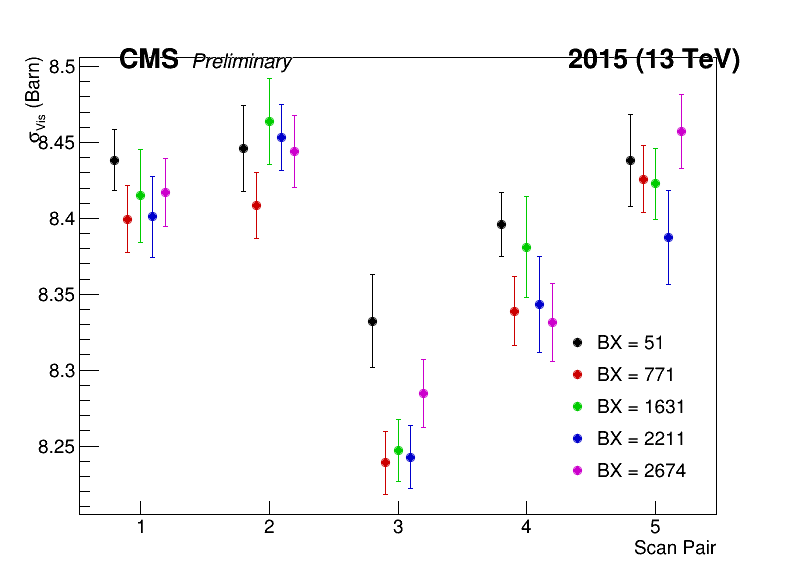 CMS Preliminary 2015 (13 TeV)
σVis (Barn)
8.5
8.45
8.4
8.35
8.3
8.25
BX = 51
BX = 771
BX = 1631
BX = 2211
BX = 2674
1 2 3 4 5
Scan Pair